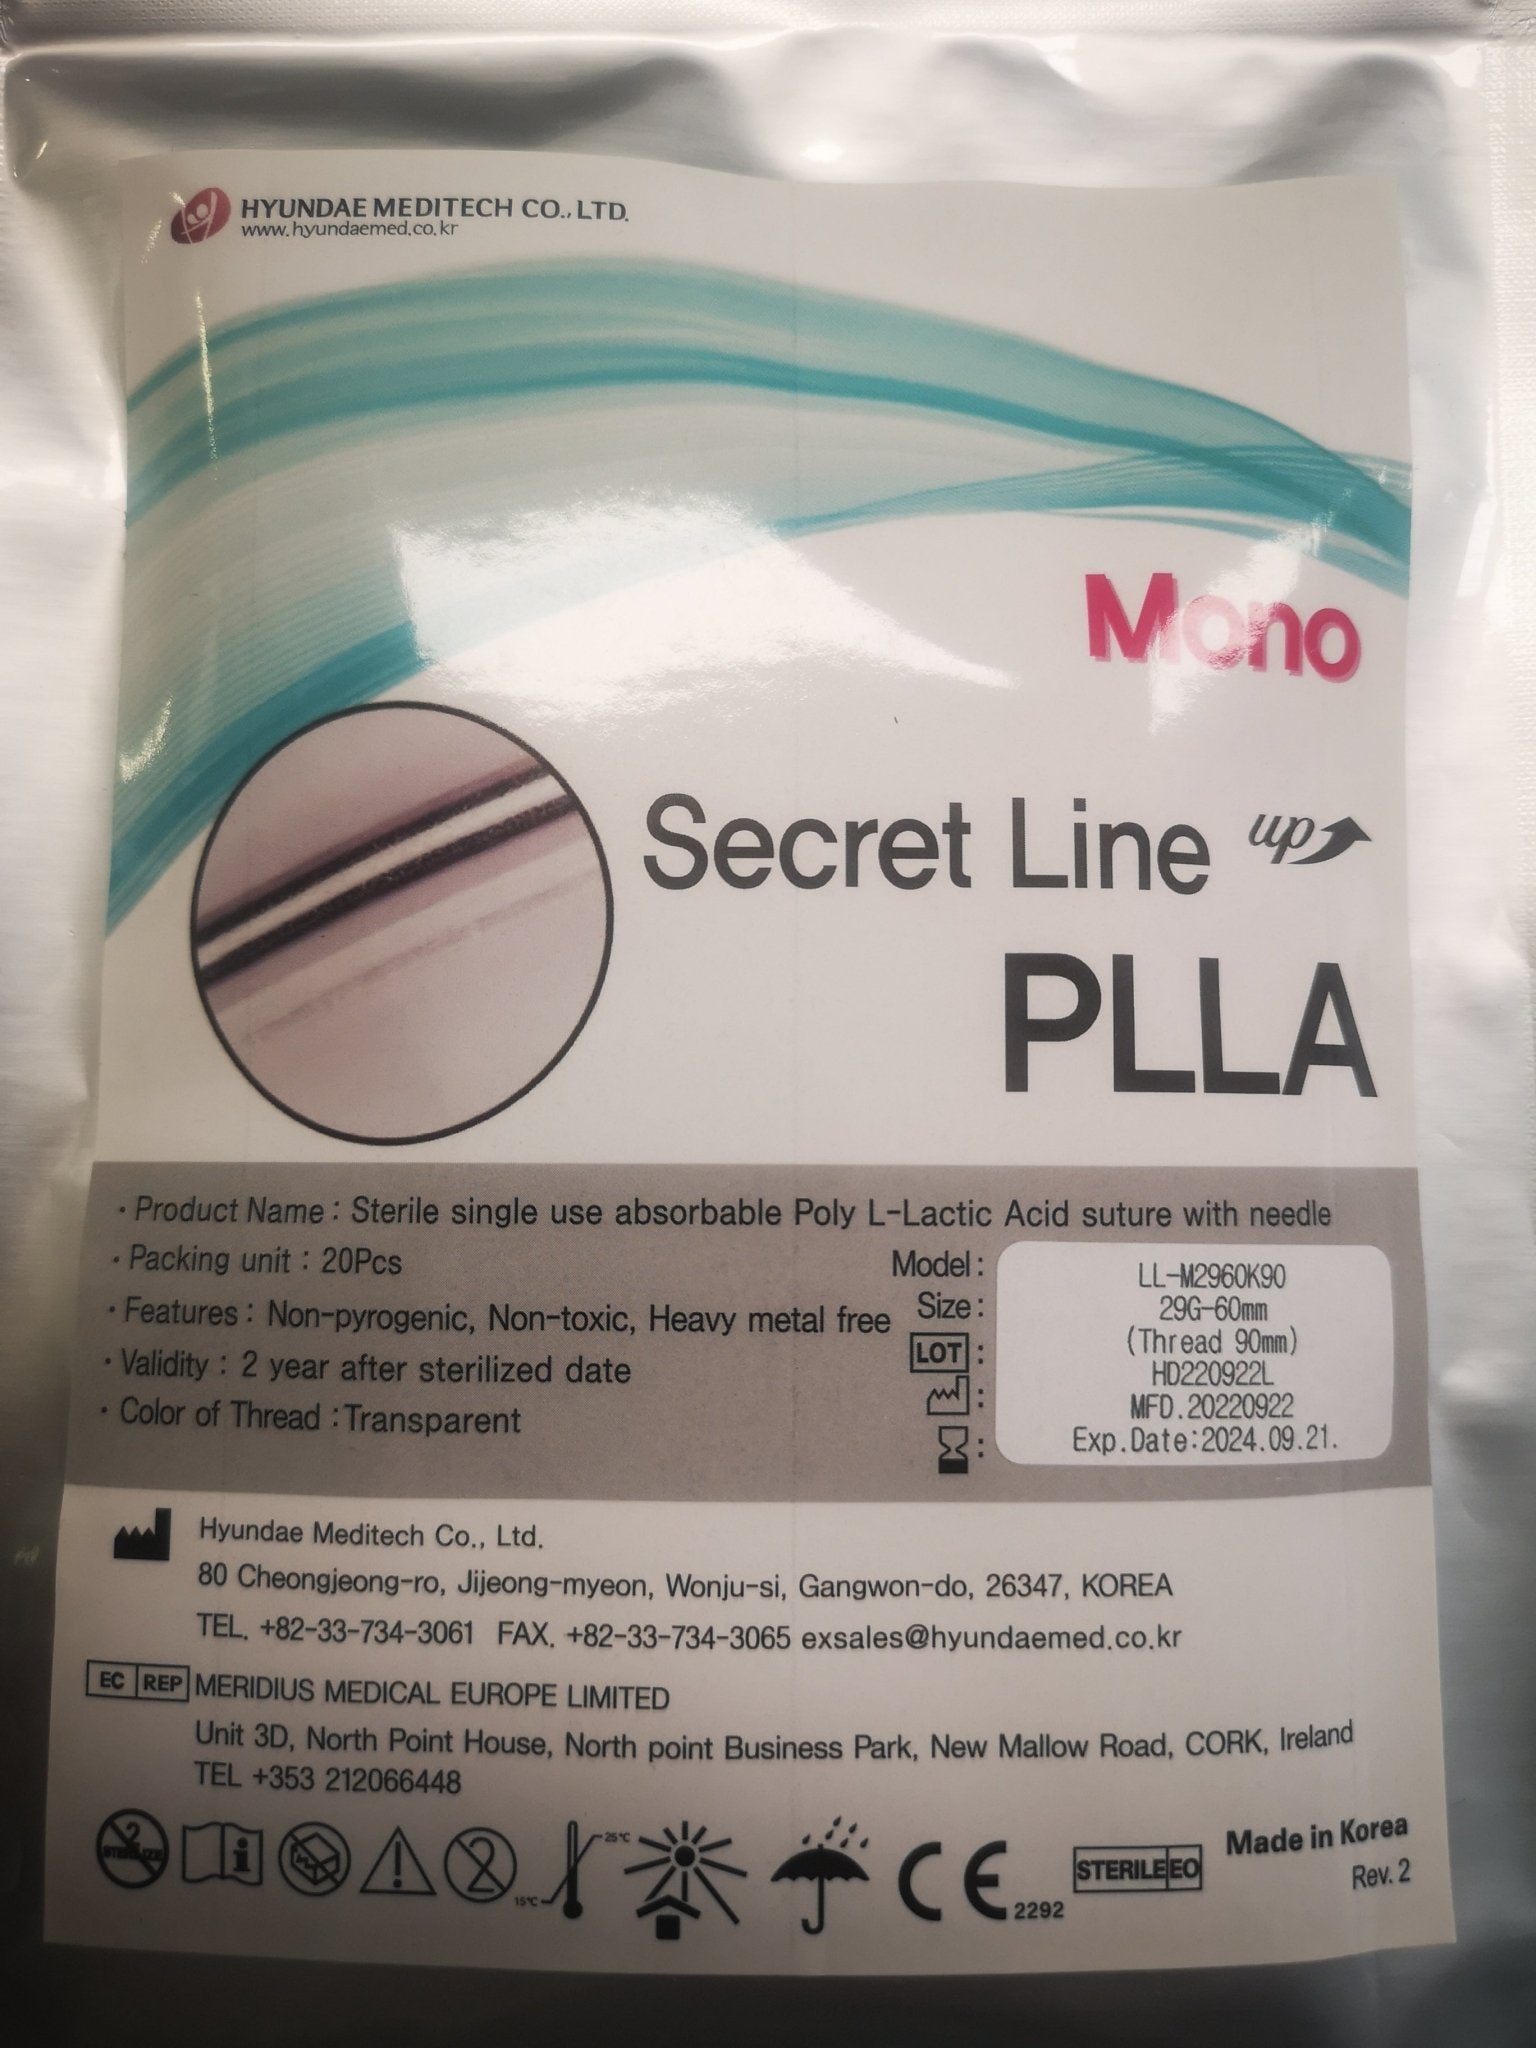 HYUNDAE MEDITECH CO., LTD.
www.hyundaemed.co.kr
Mono
Secret Line up
PLLA
· Product Name : Sterile single use absorbable Poly L-Lactic Acid suture with needle
· Packing unit : 20Pcs
· Features : Non-pyrogenic, Non-toxic, Heavy metal free
· Validity : 2 year after sterilized date
· Color of Thread : Transparent
Model : LL-M2960K90
Size : 29G-60mm
(Thread 90mm)
LOT : HD220922L
: MFD.20220922
: Exp.Date:2024.09.21.
Hyundae Meditech Co., Ltd.
80 Cheongjeong-ro, Jijeong-myeon, Wonju-si, Gangwon-do, 26347, KOREA
TEL. +82-33-734-3061 FAX. +82-33-734-3065 exsales@hyundaemed.co.kr
EC REP MERIDIUS MEDICAL EUROPE LIMITED
Unit 3D, North Point House, North point Business Park, New Mallow Road, CORK, Ireland
TEL +353 212066448
2 STERILIZE
i
!
2
15℃
25℃
CE 2292
STERILE EO
Made in Korea
Rev. 2